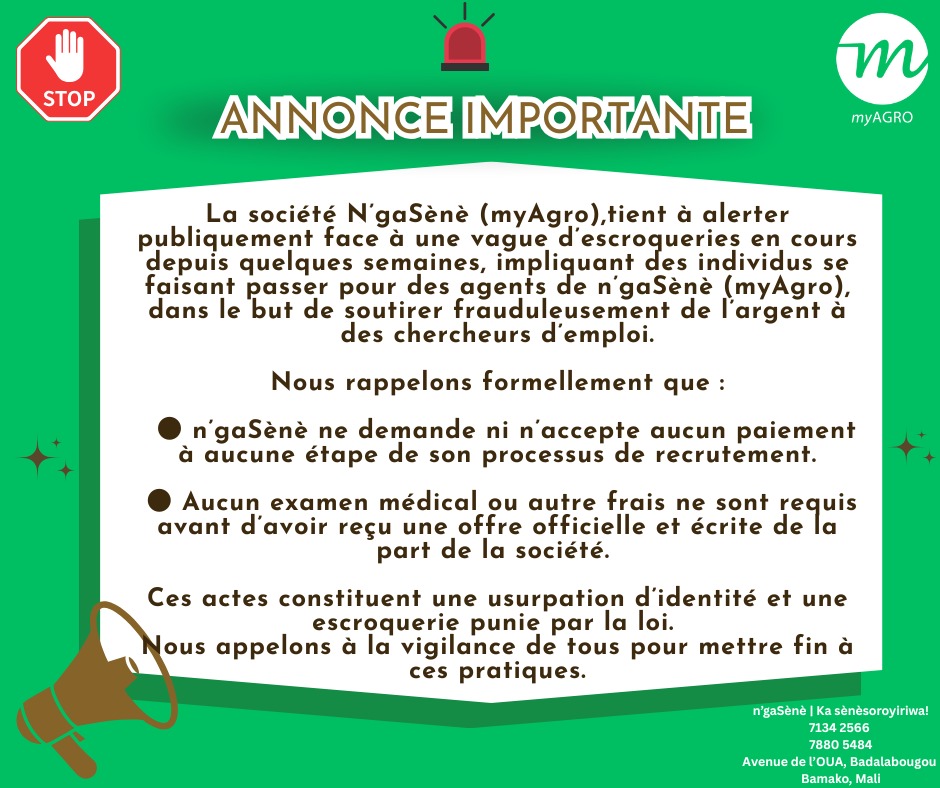 STOP
m
myAGRO
ANNONCE IMPORTANTE
La société N'gaSènè (myAgro),tient à alerter
publiquement face à une vague d'escroqueries en cours
depuis quelques semaines, impliquant des individus se
faisant passer pour des agents de n'gaSènè (myAgro),
dans le but de soutirer frauduleusement de l'argent à
des chercheurs d'emploi.
Nous rappelons formellement que :
● n'gaSènè ne demande ni n'accepte aucun paiement
à aucune étape de son processus de recrutement.
● Aucun examen médical ou autre frais ne sont requis
avant d'avoir reçu une offre officielle et écrite de la
part de la société.
Ces actes constituent une usurpation d'identité et une
escroquerie punie par la loi.
Nous appelons à la vigilance de tous pour mettre fin à
ces pratiques.
n'gaSènè | Ka sènèsoroyiriwa!
7134 2566
7880 5484
Avenue de l'OUA, Badalabougou
Bamako, Mali